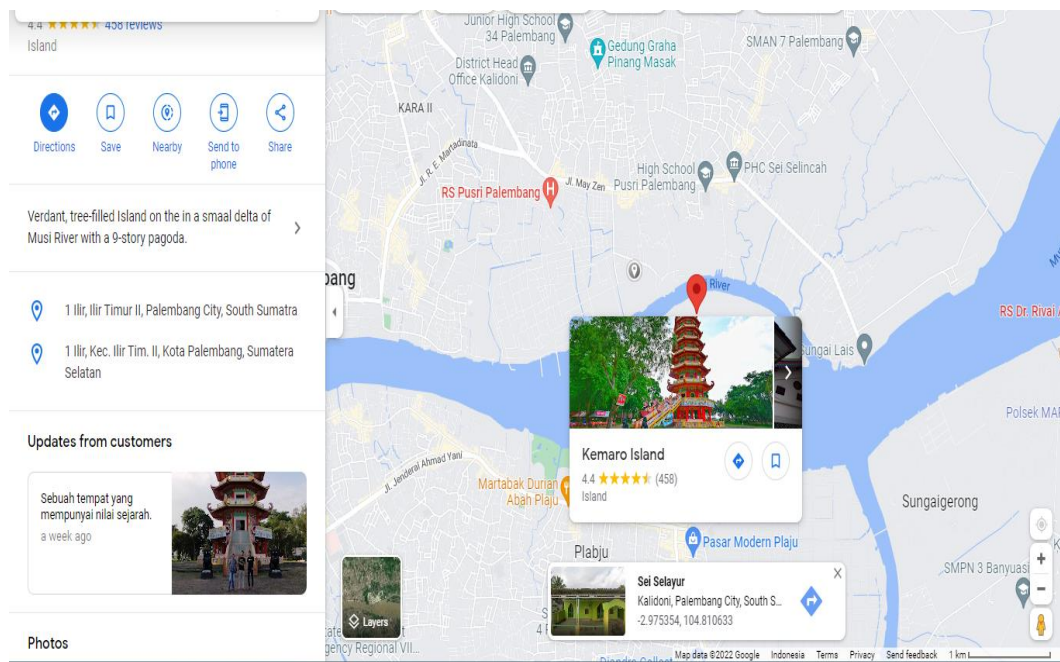 4.4 458 reviews
Island
Directions
Save
Nearby
Send to
phone
Share
Verdant, tree-filled Island on the in a smaal delta of
Musi River with a 9-story pagoda.
1 Ilir, Ilir Timur II, Palembang City, South Sumatra
1 Ilir, Kec. Ilir Tim. II, Kota Palembang, Sumatera
Selatan
Updates from customers
Sebuah tempat yang
mempunyai nilai sejarah.
a week ago
Photos
Junior High School
34 Palembang
Gedung Graha
Pinang Masak
SMAN 7 Palembang
District Head
Office Kalidoni
KARA II
Jl. R. E. Martadinata
High School
Pusri Palembang
PHC Sei Selincah
RS Pusri Palembang
Jl. May Zen
bang
River
RS Dr. Rivai A
Sungai Lais
Polsek MAR
Kemaro Island
4.4 (458)
Island
Jl. Jenderal Ahmad Yani
Martabak Durian
Abah Plaju
Sungaigerong
Pasar Modern Plaju
Plabju
SMPN 3 Banyuasi
Sei Selayur
Kalidoni, Palembang City, South S...
-2.975354, 104.810633
Layers
gency Regional VII...
Map data ©2022 Google Indonesia Terms Privacy Send feedback 1 km